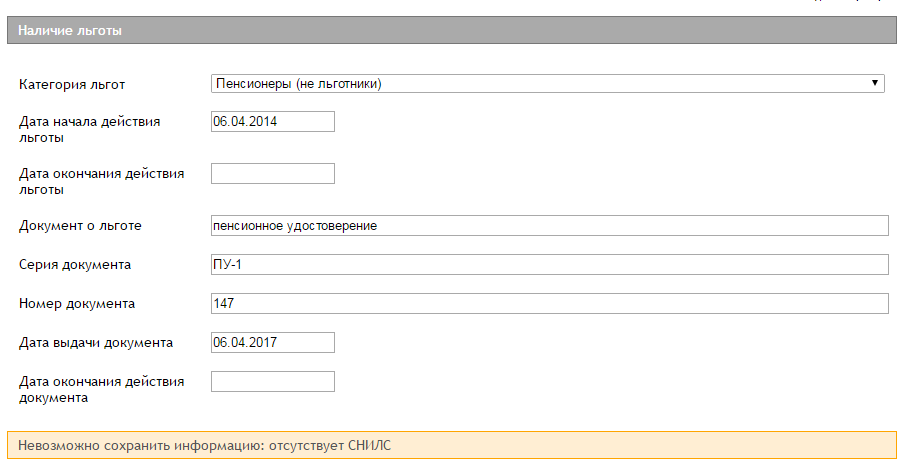 Наличие льготы
Категория льгот
Пенсионеры (не льготники)
Дата начала действия
льготы
06.04.2014
Дата окончания действия
льготы
Документ о льготе
пенсионное удостоверение
Серия документа
ПУ-1
Номер документа
147
Дата выдачи документа
06.04.2017
Дата окончания действия
документа
Невозможно сохранить информацию: отсутствует СНИЛС